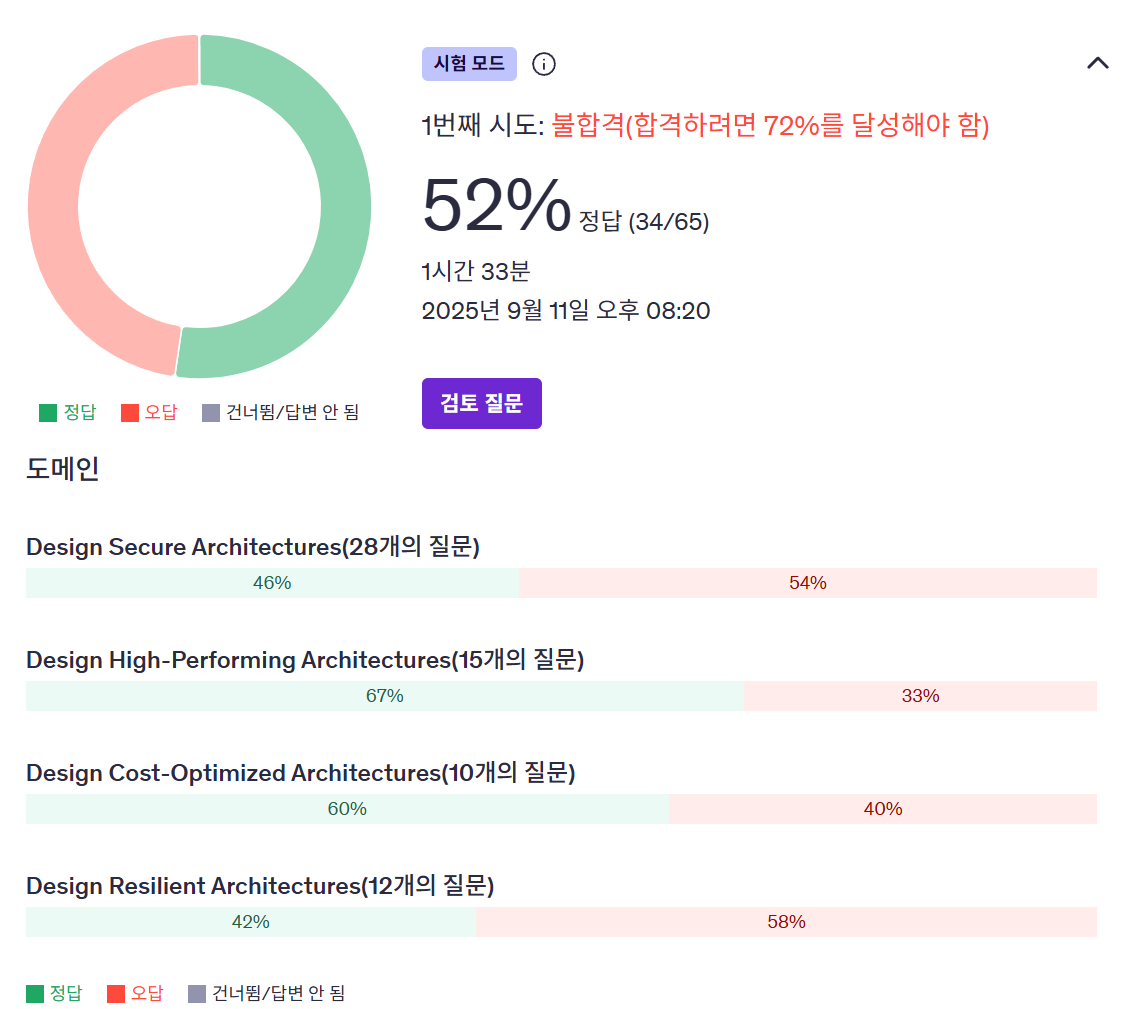 시험 모드
1번째 시도: 불합격(합격하려면 72%를 달성해야 함)
52% 정답 (34/65)
1시간 33분
2025년 9월 11일 오후 08:20
검토 질문
정답 오답 건너뜀/답변 안 됨
도메인
Design Secure Architectures(28개의 질문)
46% 54%
Design High-Performing Architectures(15개의 질문)
67% 33%
Design Cost-Optimized Architectures(10개의 질문)
60% 40%
Design Resilient Architectures(12개의 질문)
42% 58%
정답 오답 건너뜀/답변 안 됨